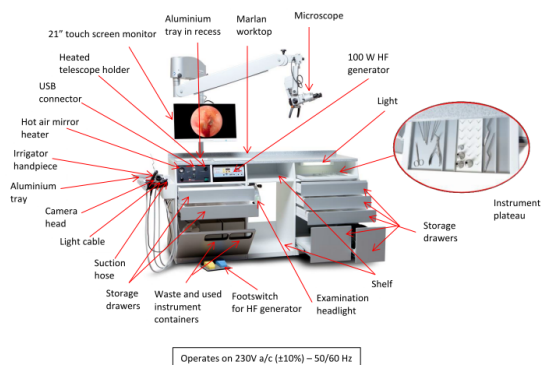 21” touch screen monitor
Aluminium
tray in recess
Marlan
worktop
Microscope
Heated
telescope holder
100 W HF
generator
USB
connector
Light
Hot air mirror
heater
Irrigator
handpiece
Aluminium
tray
Camera
head
Light cable
Suction
hose
Storage
drawers
Waste and used
instrument
containers
Footswitch
for HF generator
Examination
headlight
Shelf
Storage
drawers
Instrument
plateau
Operates on 230V a/c (±10%) – 50/60 Hz